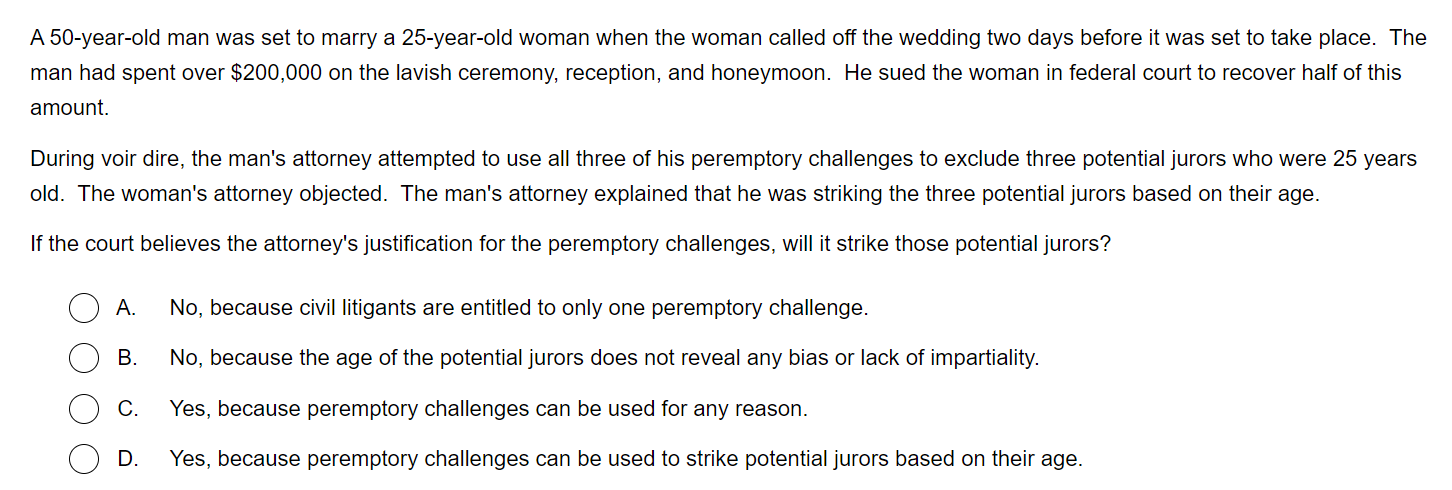 A 50-year-old man was set to marry a 25-year-old woman when the woman called off the wedding two days before it was set to take place.  The
man had spent over $200,000 on the lavish ceremony, reception, and honeymoon.  He sued the woman in federal court to recover half of this
amount.
During voir dire, the man's attorney attempted to use all three of his peremptory challenges to exclude three potential jurors who were 25 years
old.  The woman's attorney objected.  The man's attorney explained that he was striking the three potential jurors based on their age.
If the court believes the attorney's justification for the peremptory challenges, will it strike those potential jurors?
A. No, because civil litigants are entitled to only one peremptory challenge.
B. No, because the age of the potential jurors does not reveal any bias or lack of impartiality.
C. Yes, because peremptory challenges can be used for any reason.
D. Yes, because peremptory challenges can be used to strike potential jurors based on their age.